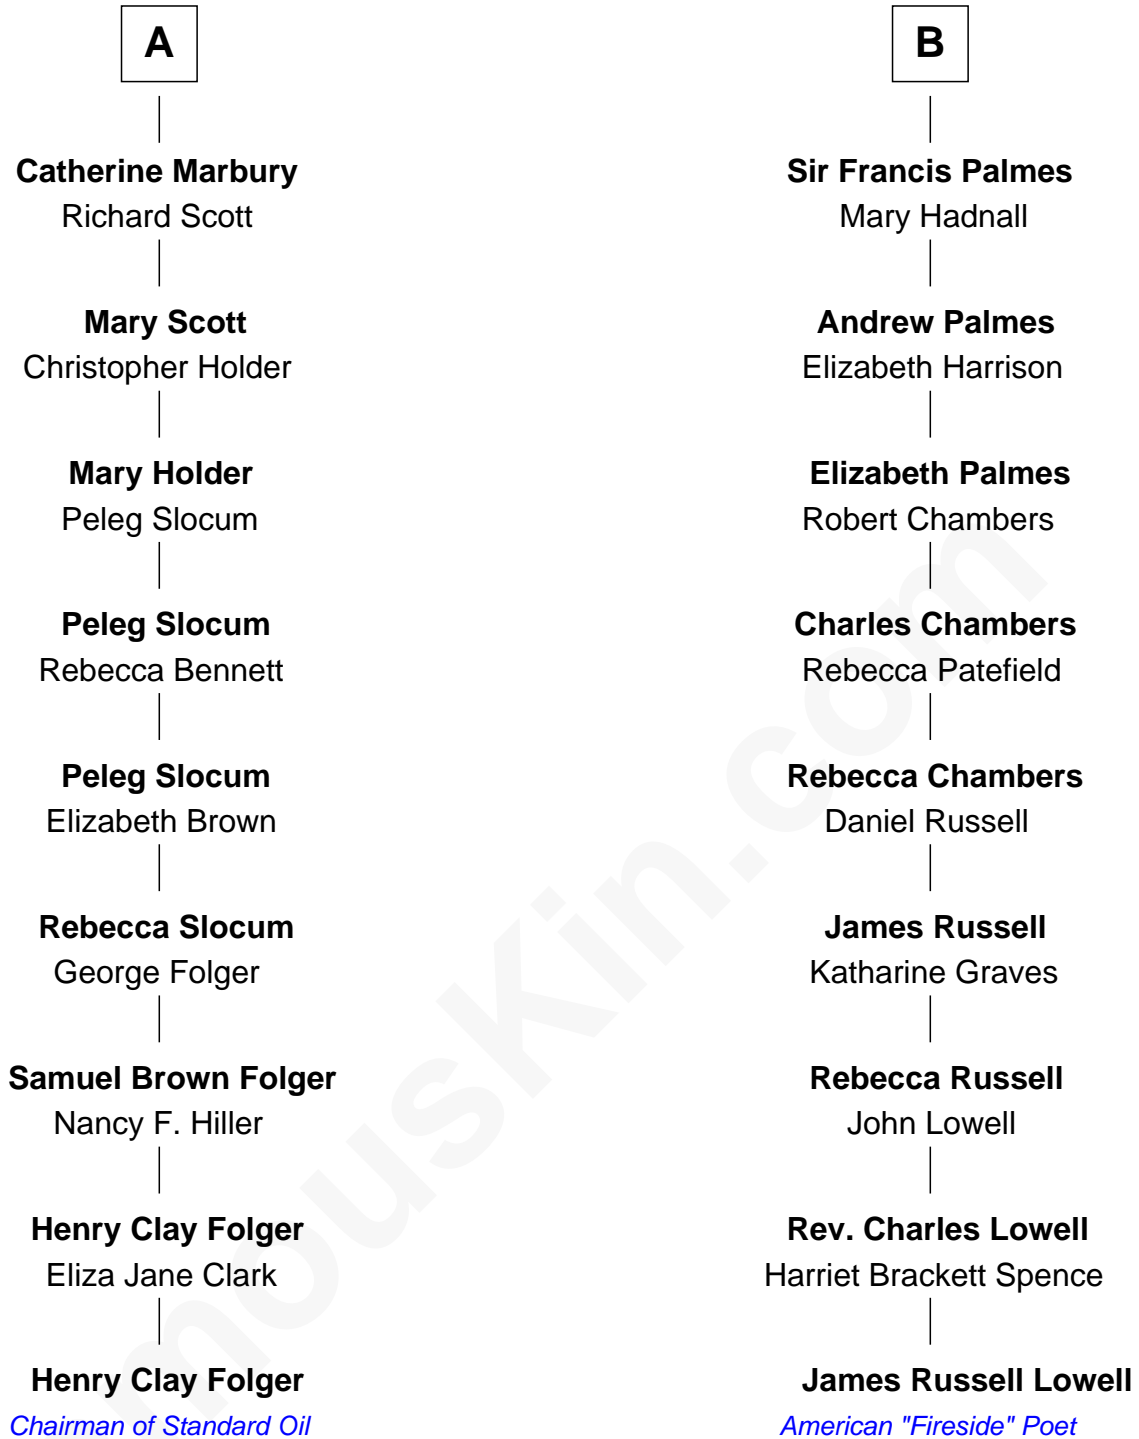 A
Catherine Marbury
Richard Scott
Mary Scott
Christopher Holder
Mary Holder
Peleg Slocum
Peleg Slocum
Rebecca Bennett
Peleg Slocum
Elizabeth Brown
Rebecca Slocum
George Folger
Samuel Brown Folger
Nancy F. Hiller
Henry Clay Folger
Eliza Jane Clark
Henry Clay Folger
Chairman of Standard Oil
B
Sir Francis Palmes
Mary Hadnall
Andrew Palmes
Elizabeth Harrison
Elizabeth Palmes
Robert Chambers
Charles Chambers
Rebecca Patefield
Rebecca Chambers
Daniel Russell
James Russell
Katharine Graves
Rebecca Russell
John Lowell
Rev. Charles Lowell
Harriet Brackett Spence
James Russell Lowell
American "Fireside" Poet
mousKin.com